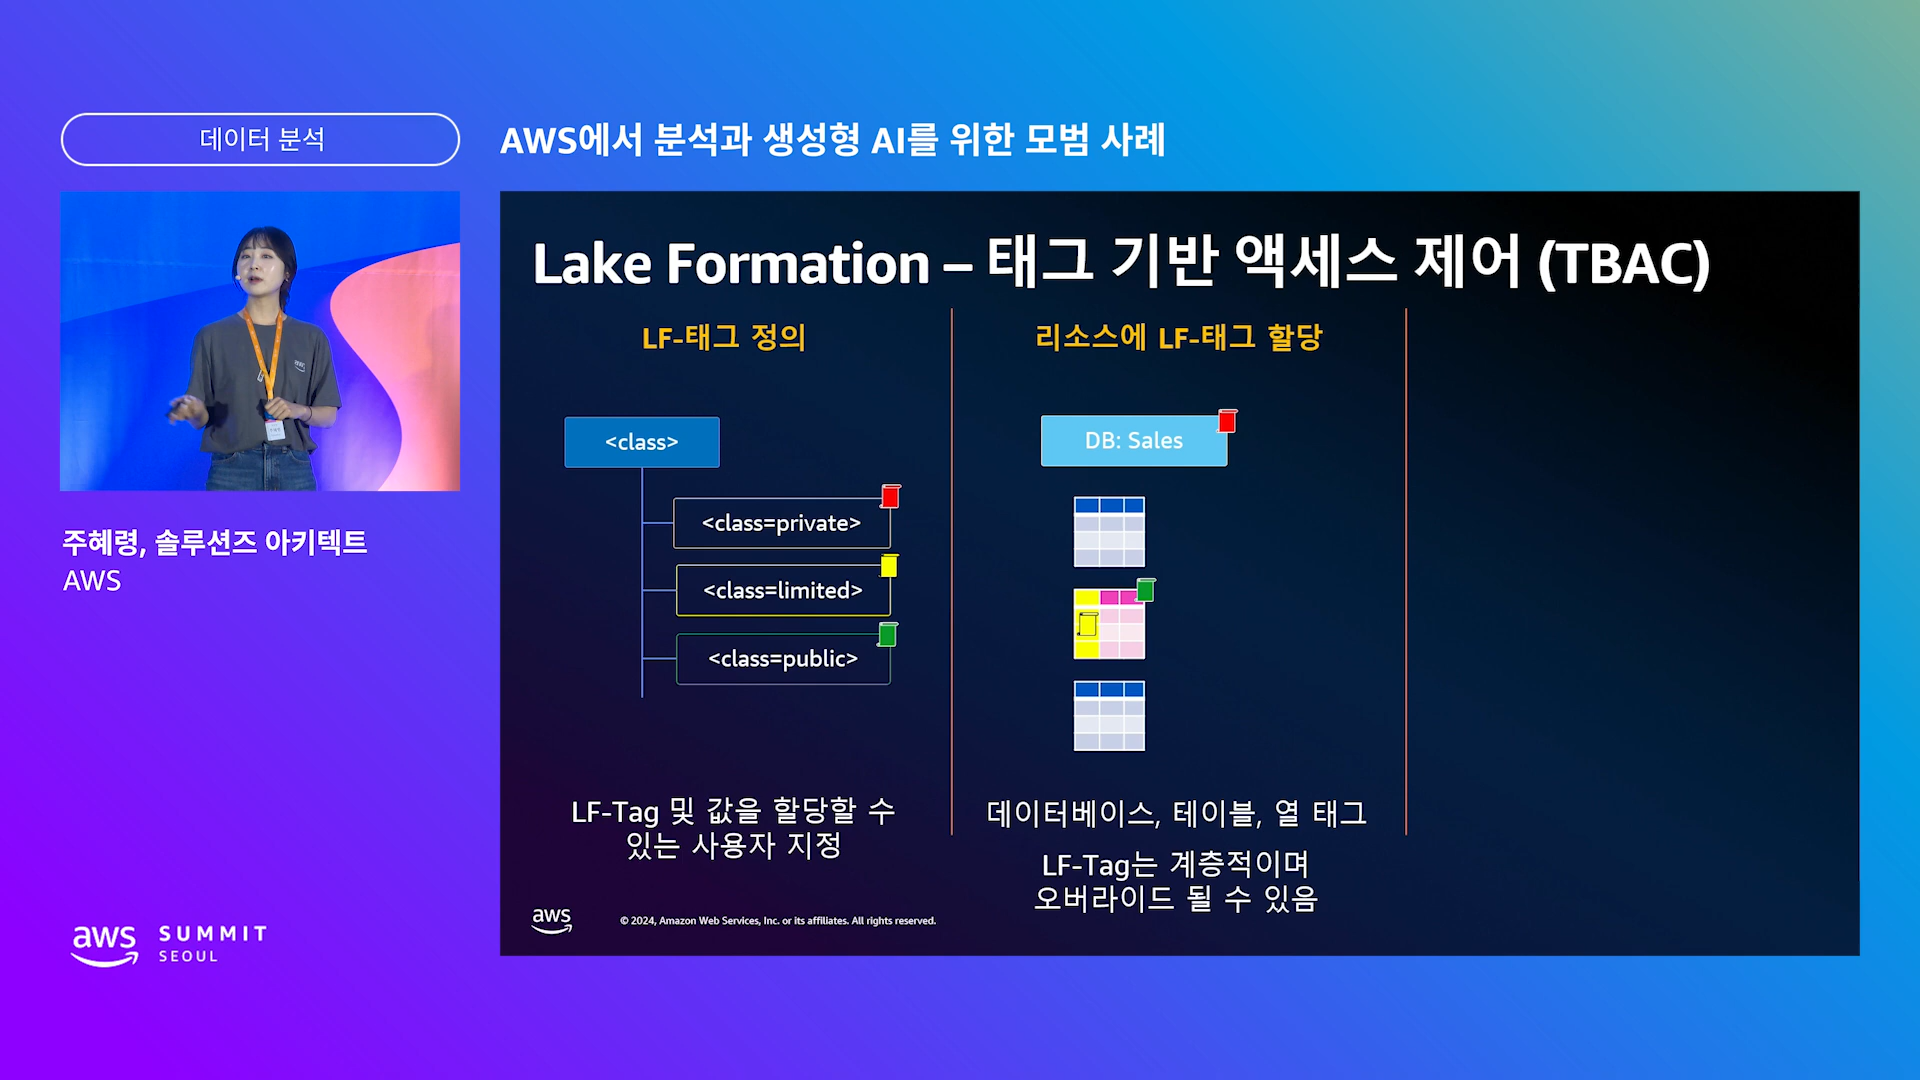 데이터 분석
AWS에서 분석과 생성형 AI를 위한 모범 사례
주혜령, 솔루션즈 아키텍트
AWS
aws SUMMIT
SEOUL
Lake Formation – 태그 기반 액세스 제어 (TBAC)
LF-태그 정의
<class>
<class=private>
<class=limited>
<class=public>
LF-Tag 및 값을 할당할 수
있는 사용자 지정
리소스에 LF-태그 할당
DB: Sales
데이터베이스, 테이블, 열 태그
LF-Tag는 계층적이며
오버라이드 될 수 있음
aws
© 2024, Amazon Web Services, Inc. or its affiliates. All rights reserved.